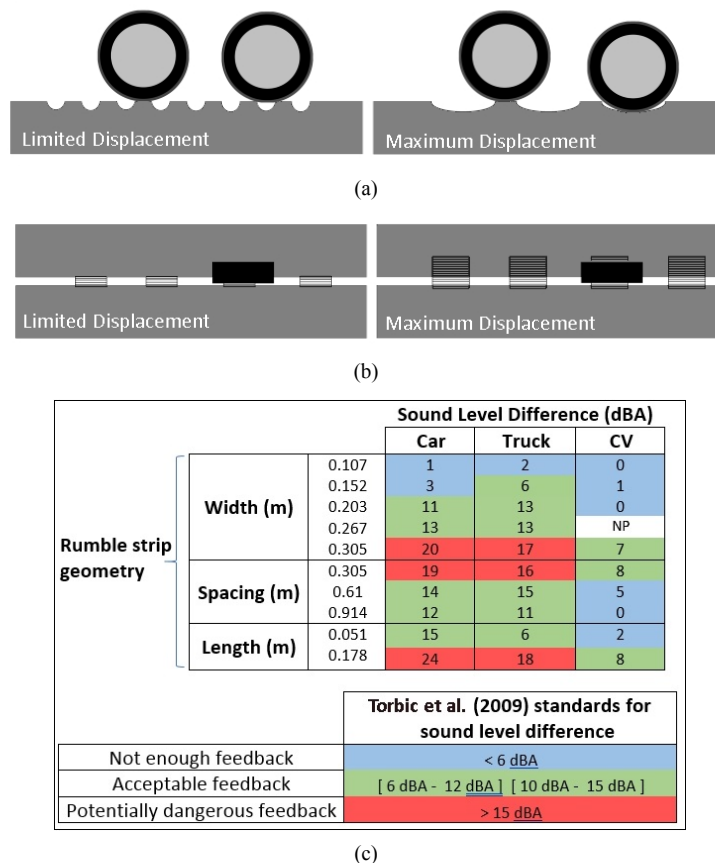 Limited Displacement
Maximum Displacement
(a)
Limited Displacement
Maximum Displacement
(b)
Sound Level Difference (dBA)
Car Truck CV
Rumble strip geometry
Width (m)
0.107 1 2 0
0.152 3 6 1
0.203 11 13 0
0.267 13 13 NP
0.305 20 17 7
Spacing (m)
0.305 19 16 8
0.61 14 15 5
0.914 12 11 0
Length (m)
0.051 15 6 2
0.178 24 18 8
Torbic et al. (2009) standards for
sound level difference
Not enough feedback < 6 dBA
Acceptable feedback [ 6 dBA - 12 dBA ] [ 10 dBA - 15 dBA ]
Potentially dangerous feedback > 15 dBA
(c)